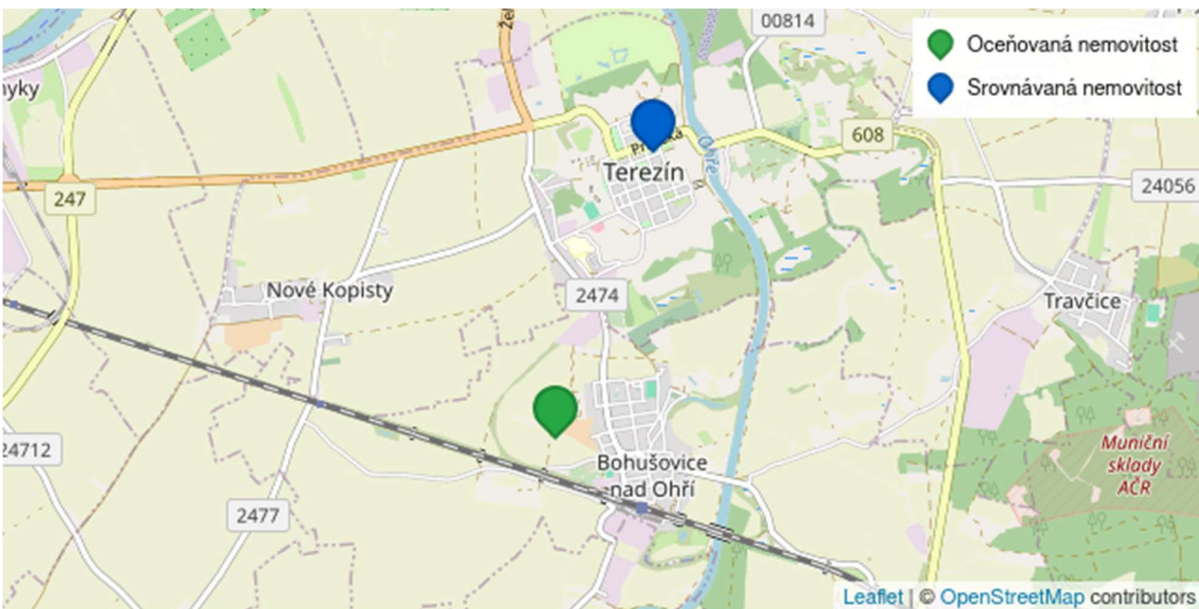 00814
Oceňovaná nemovitost
Srovnávaná nemovitost
608
Ohře
Terezín
247
24056
Nové Kopisty
2474
Travčice
24712
Bohušovice
nad Ohří
Muniční
sklady
AČR
2477
Leaflet | © OpenStreetMap contributors